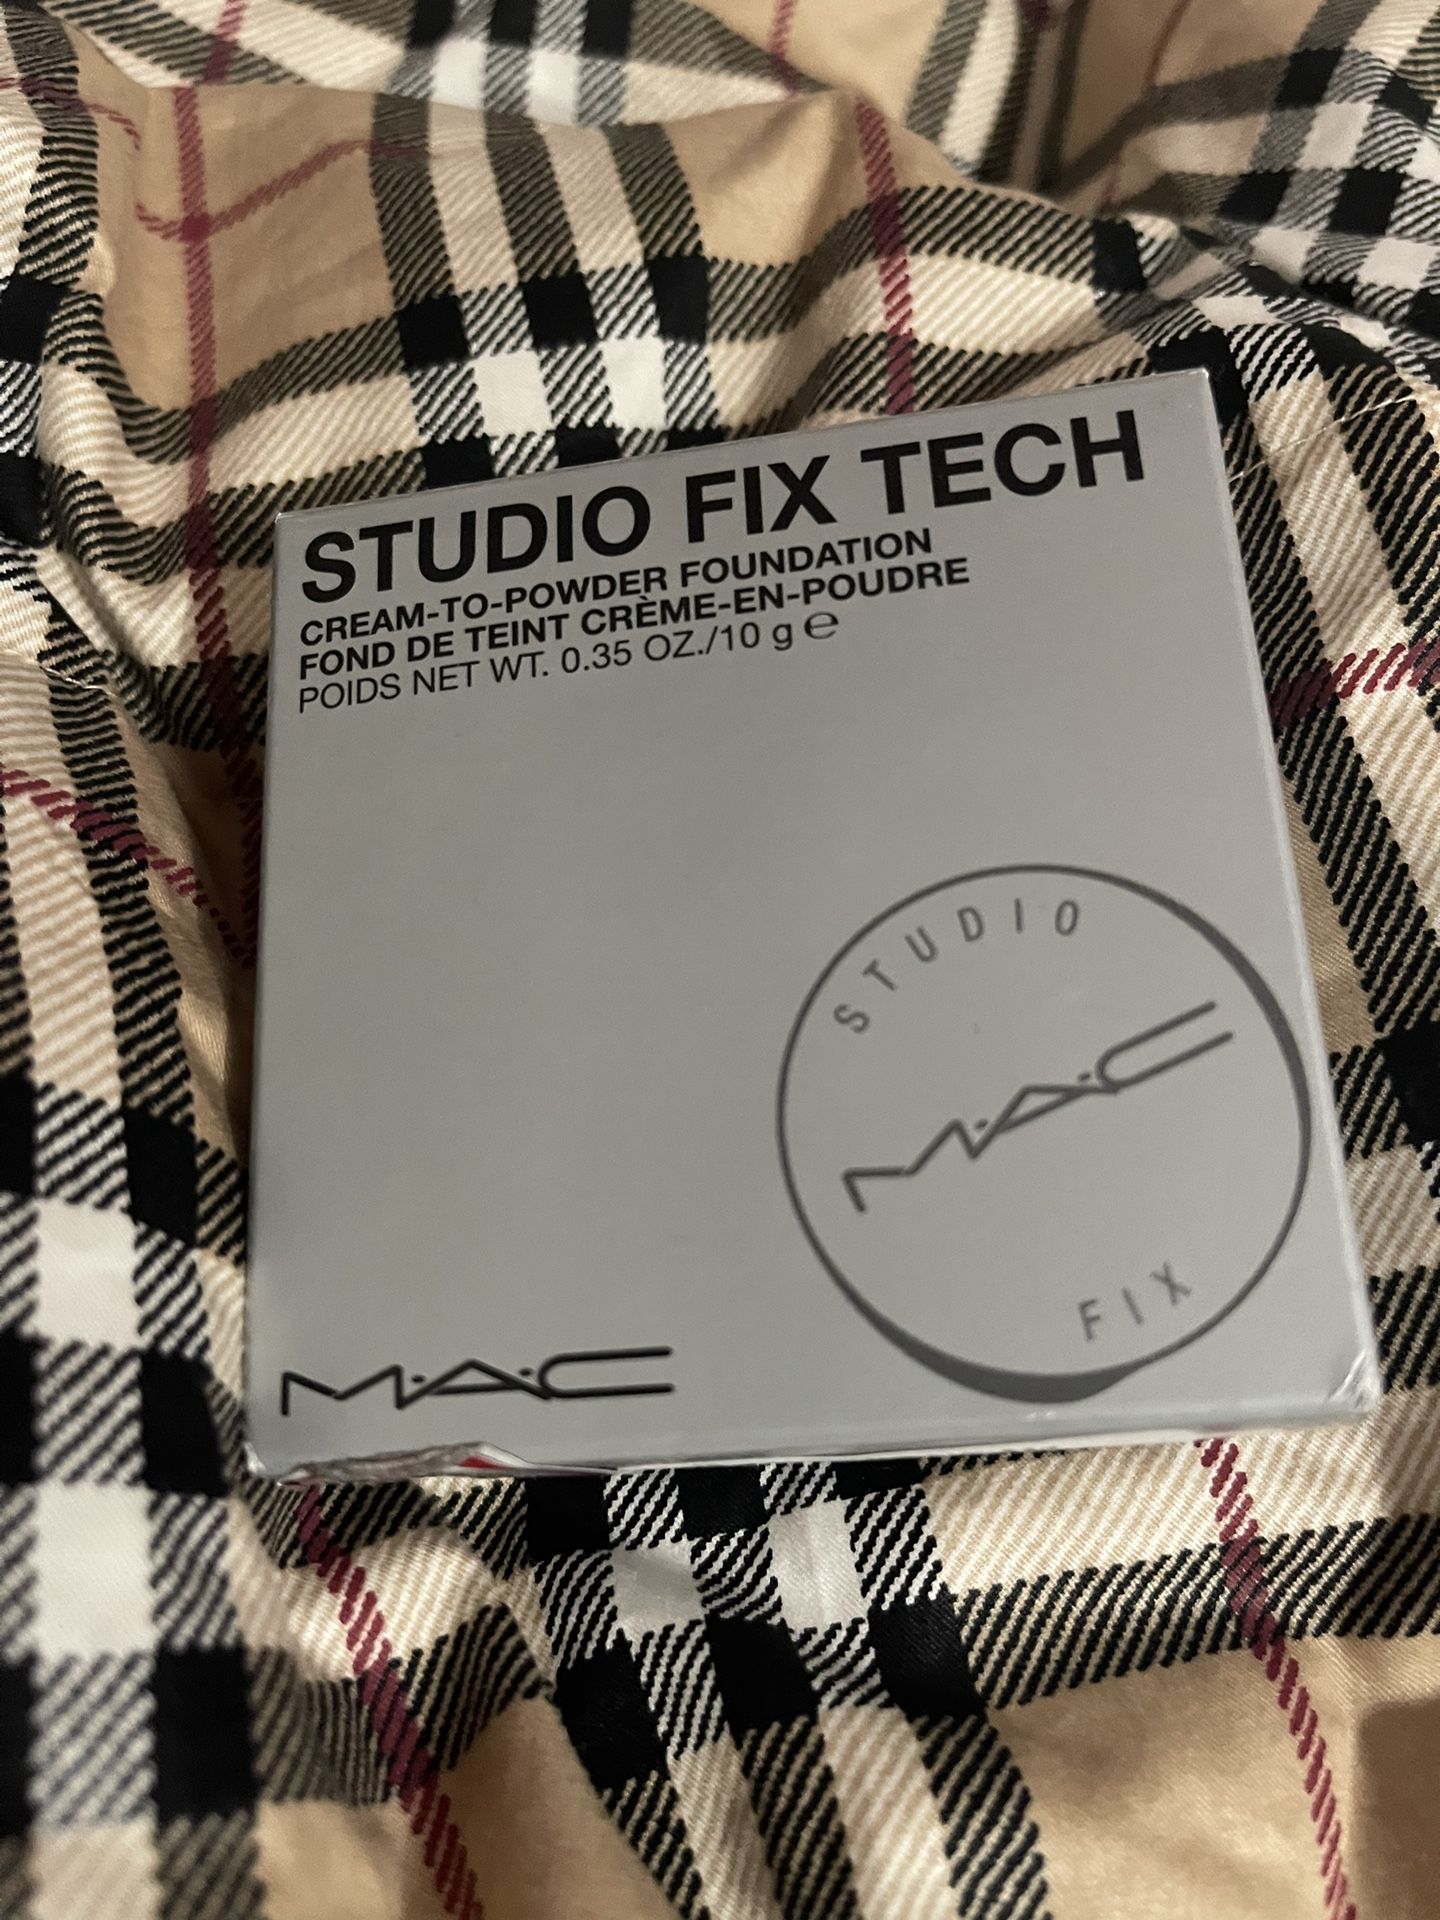 STUDIO FIX TECH
CREAM-TO-POWDER FOUNDATION
FOND DE TEINT CRÈME-EN-POUDRE
POIDS NET WT. 0.35 OZ./10 g ℮
STUDIO
M·A·C
FIX
M·A·C